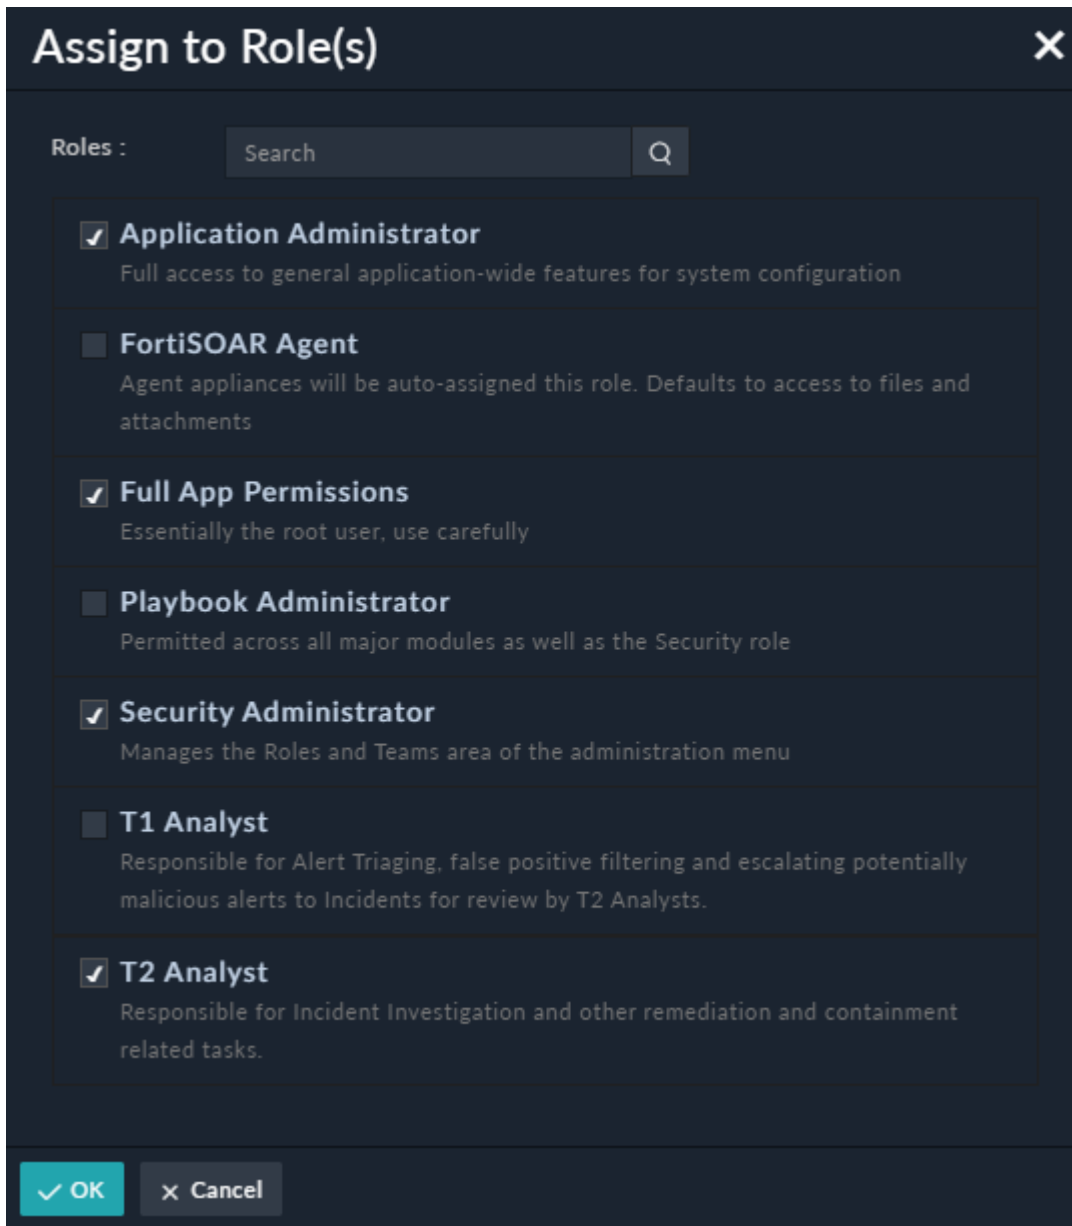 Assign to Role(s)
Roles :
Search
Application Administrator
Full access to general application-wide features for system configuration
FortiSOAR Agent
Agent appliances will be auto-assigned this role. Defaults to access to files and
attachments
Full App Permissions
Essentially the root user, use carefully
Playbook Administrator
Permitted across all major modules as well as the Security role
Security Administrator
Manages the Roles and Teams area of the administration menu
T1 Analyst
Responsible for Alert Triaging, false positive filtering and escalating potentially
malicious alerts to Incidents for review by T2 Analysts.
T2 Analyst
Responsible for Incident Investigation and other remediation and containment
related tasks.
OK
Cancel